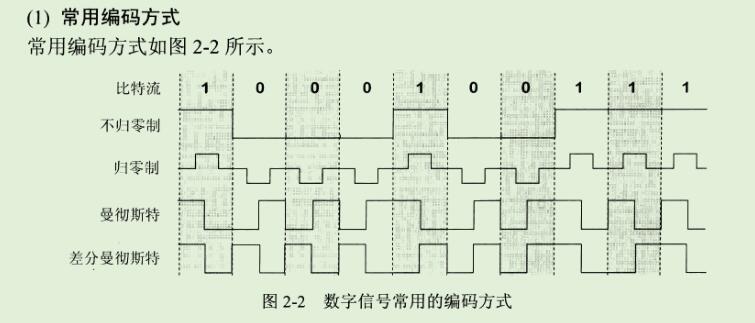 (1) 常用编码方式
常用编码方式如图 2-2 所示。
比特流 1 0 0 0 1 0 0 1 1 1
不归零制
归零制
曼彻斯特
差分曼彻斯特
图 2-2 数字信号常用的编码方式